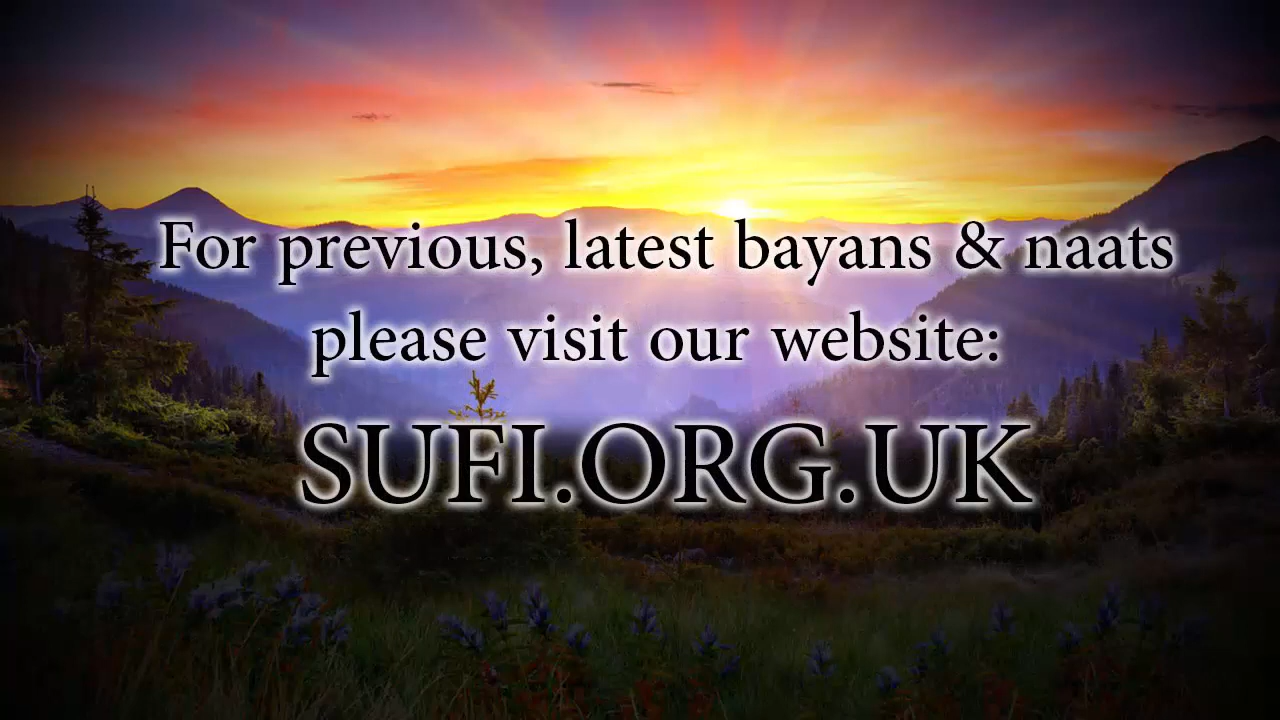 For previous, latest bayans & naats
please visit our website:
SUFI.ORG.UK